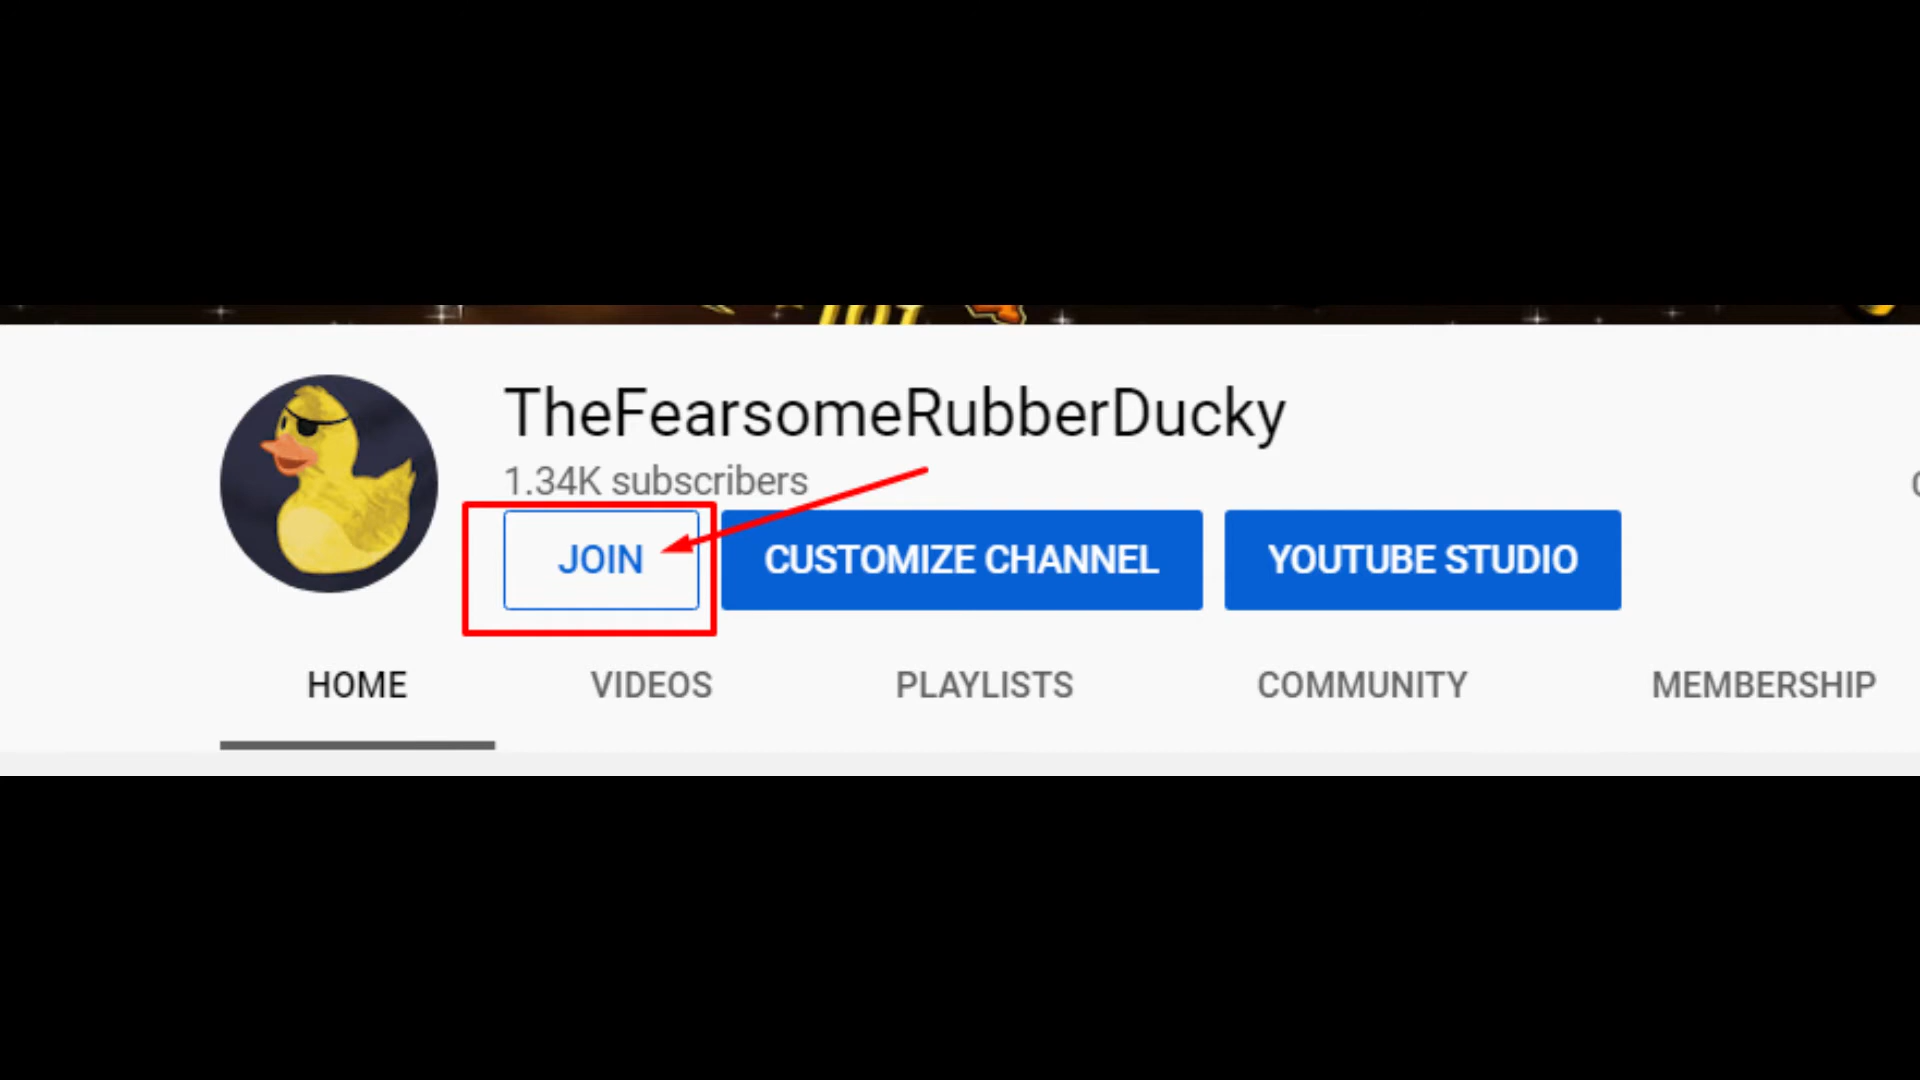 TheFearsomeRubberDucky
1.34K subscribers
JOIN CUSTOMIZE CHANNEL YOUTUBE STUDIO
HOME VIDEOS PLAYLISTS COMMUNITY MEMBERSHIP